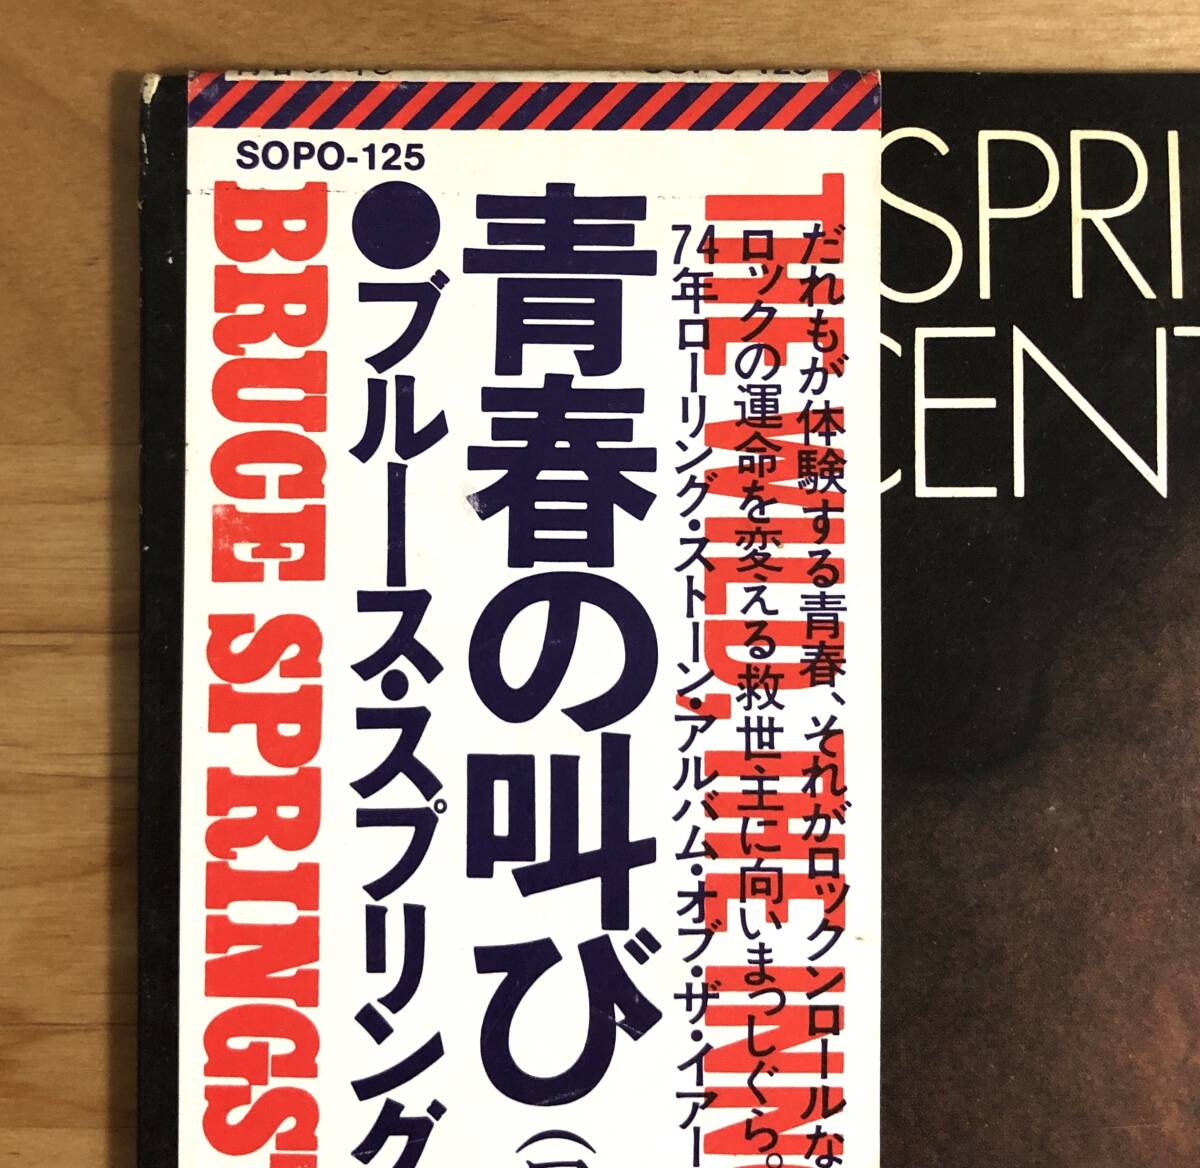 SOPO-125
THE WILD, THE INN
だれもが体験する青春、それがロックンロールな
ロックの運命を変える救世主に向いまっしぐら。
74年ローリング・ストーン・アルバム・オブ・ザ・イアー
青春の叫び
●ブルース・スプリング
BRUCE SPRINGS
SPRI
CENT